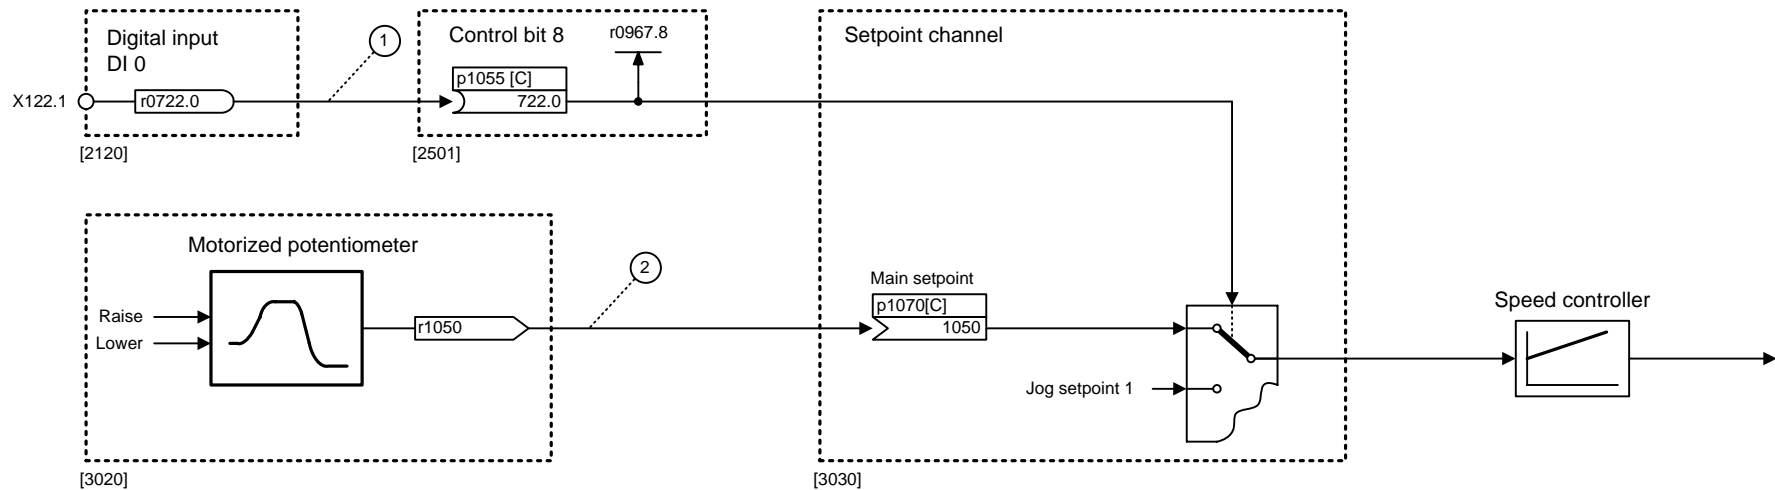 Digital input
DI 0
X122.1
r0722.0
[2120]
1
Control bit 8
r0967.8
p1055 [C]
722.0
[2501]
Setpoint channel
Motorized potentiometer
Raise
Lower
r1050
[3020]
2
Main setpoint
p1070[C]
1050
Jog setpoint 1
[3030]
Speed controller